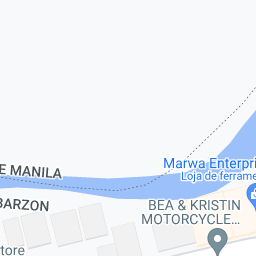 E MANILA
Marwa Enterpri
Loja de ferrame
BARZON
BEA & KRISTIN
MOTORCYCLE...
tore